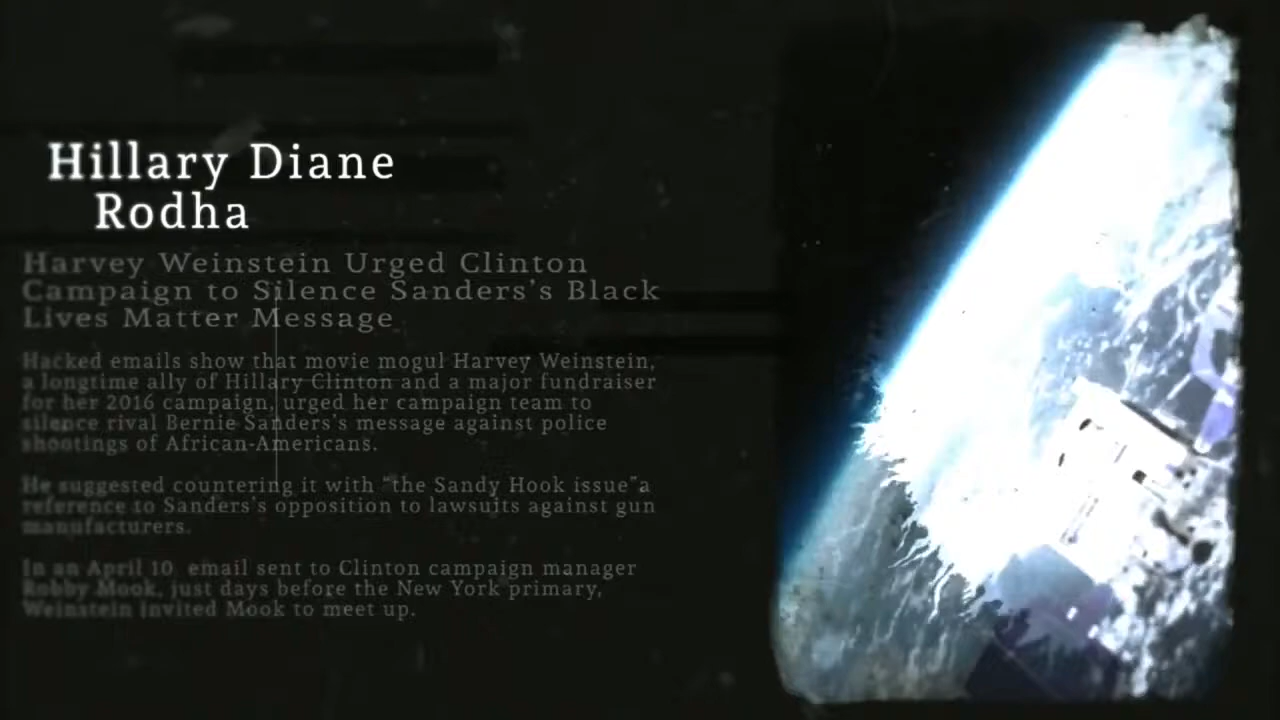 Hillary Diane
Rodha
Harvey Weinstein Urged Clinton
Campaign to Silence Sanders's Black
Lives Matter Message
Hacked emails show that movie mogul Harvey Weinstein,
a longtime ally of Hillary Clinton and a major fundraiser
for her 2016 campaign, urged her campaign team to
silence rival Bernie Sanders's message against police
shootings of African-Americans.
He suggested countering it with “the Sandy Hook issue”a
reference to Sanders's opposition to lawsuits against gun
manufacturers.
In an April 10 email sent to Clinton campaign manager
Robby Mook, just days before the New York primary,
Weinstein invited Mook to meet up.